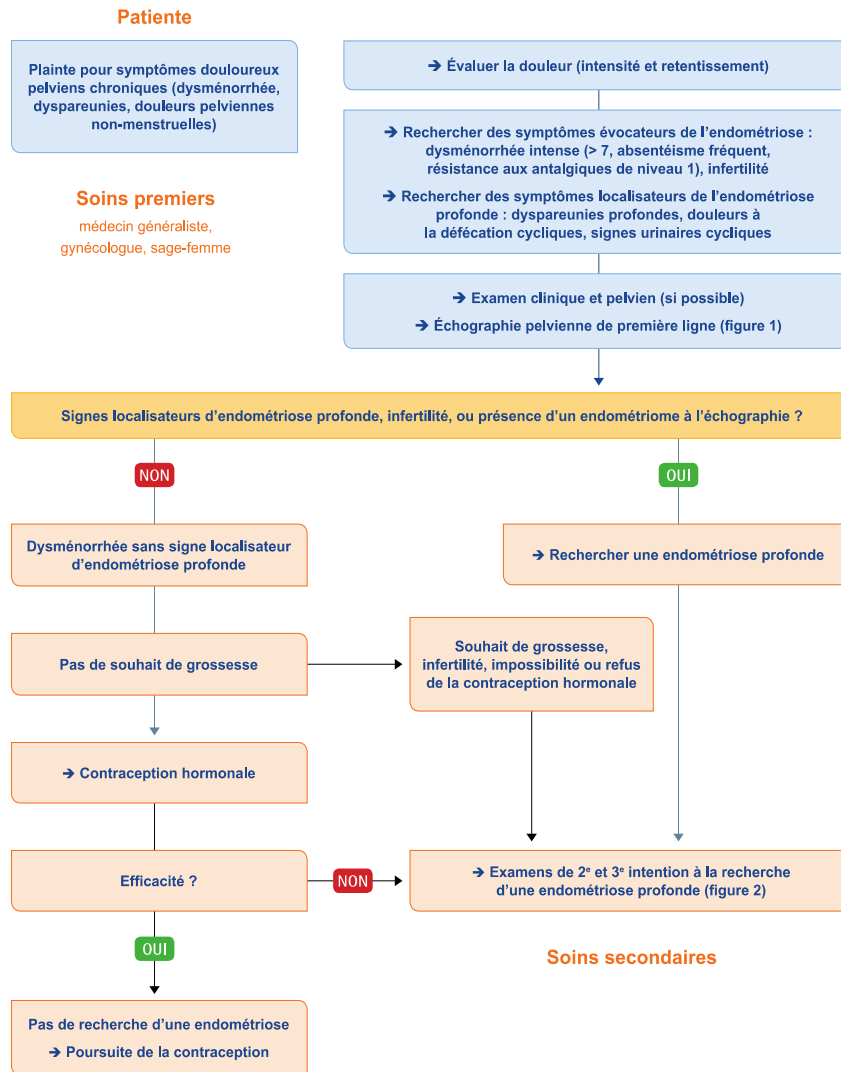 Patiente
Plainte pour symptômes douloureux
pelviens chroniques (dysménorrhée,
dyspareunies, douleurs pelviennes
non-menstruelles)
Soins premiers
médecin généraliste,
gynécologue, sage-femme
➔ Évaluer la douleur (intensité et retentissement)
➔ Rechercher des symptômes évocateurs de l’endométriose :
dysménorrhée intense (> 7, absentéisme fréquent,
résistance aux antalgiques de niveau 1), infertilité
➔ Rechercher des symptômes localisateurs de l’endométriose
profonde : dyspareunies profondes, douleurs à
la défécation cycliques, signes urinaires cycliques
➔ Examen clinique et pelvien (si possible)
➔ Échographie pelvienne de première ligne (figure 1)
Signes localisateurs d’endométriose profonde, infertilité, ou présence d’un endométriome à l’échographie ?
NON
OUI
Dysménorrhée sans signe localisateur
d’endométriose profonde
➔ Rechercher une endométriose profonde
Pas de souhait de grossesse
Souhait de grossesse,
infertilité, impossibilité ou refus
de la contraception hormonale
➔ Contraception hormonale
Efficacité ?
NON
➔ Examens de 2e et 3e intention à la recherche
d’une endométriose profonde (figure 2)
OUI
Soins secondaires
Pas de recherche d’une endométriose
➔ Poursuite de la contraception